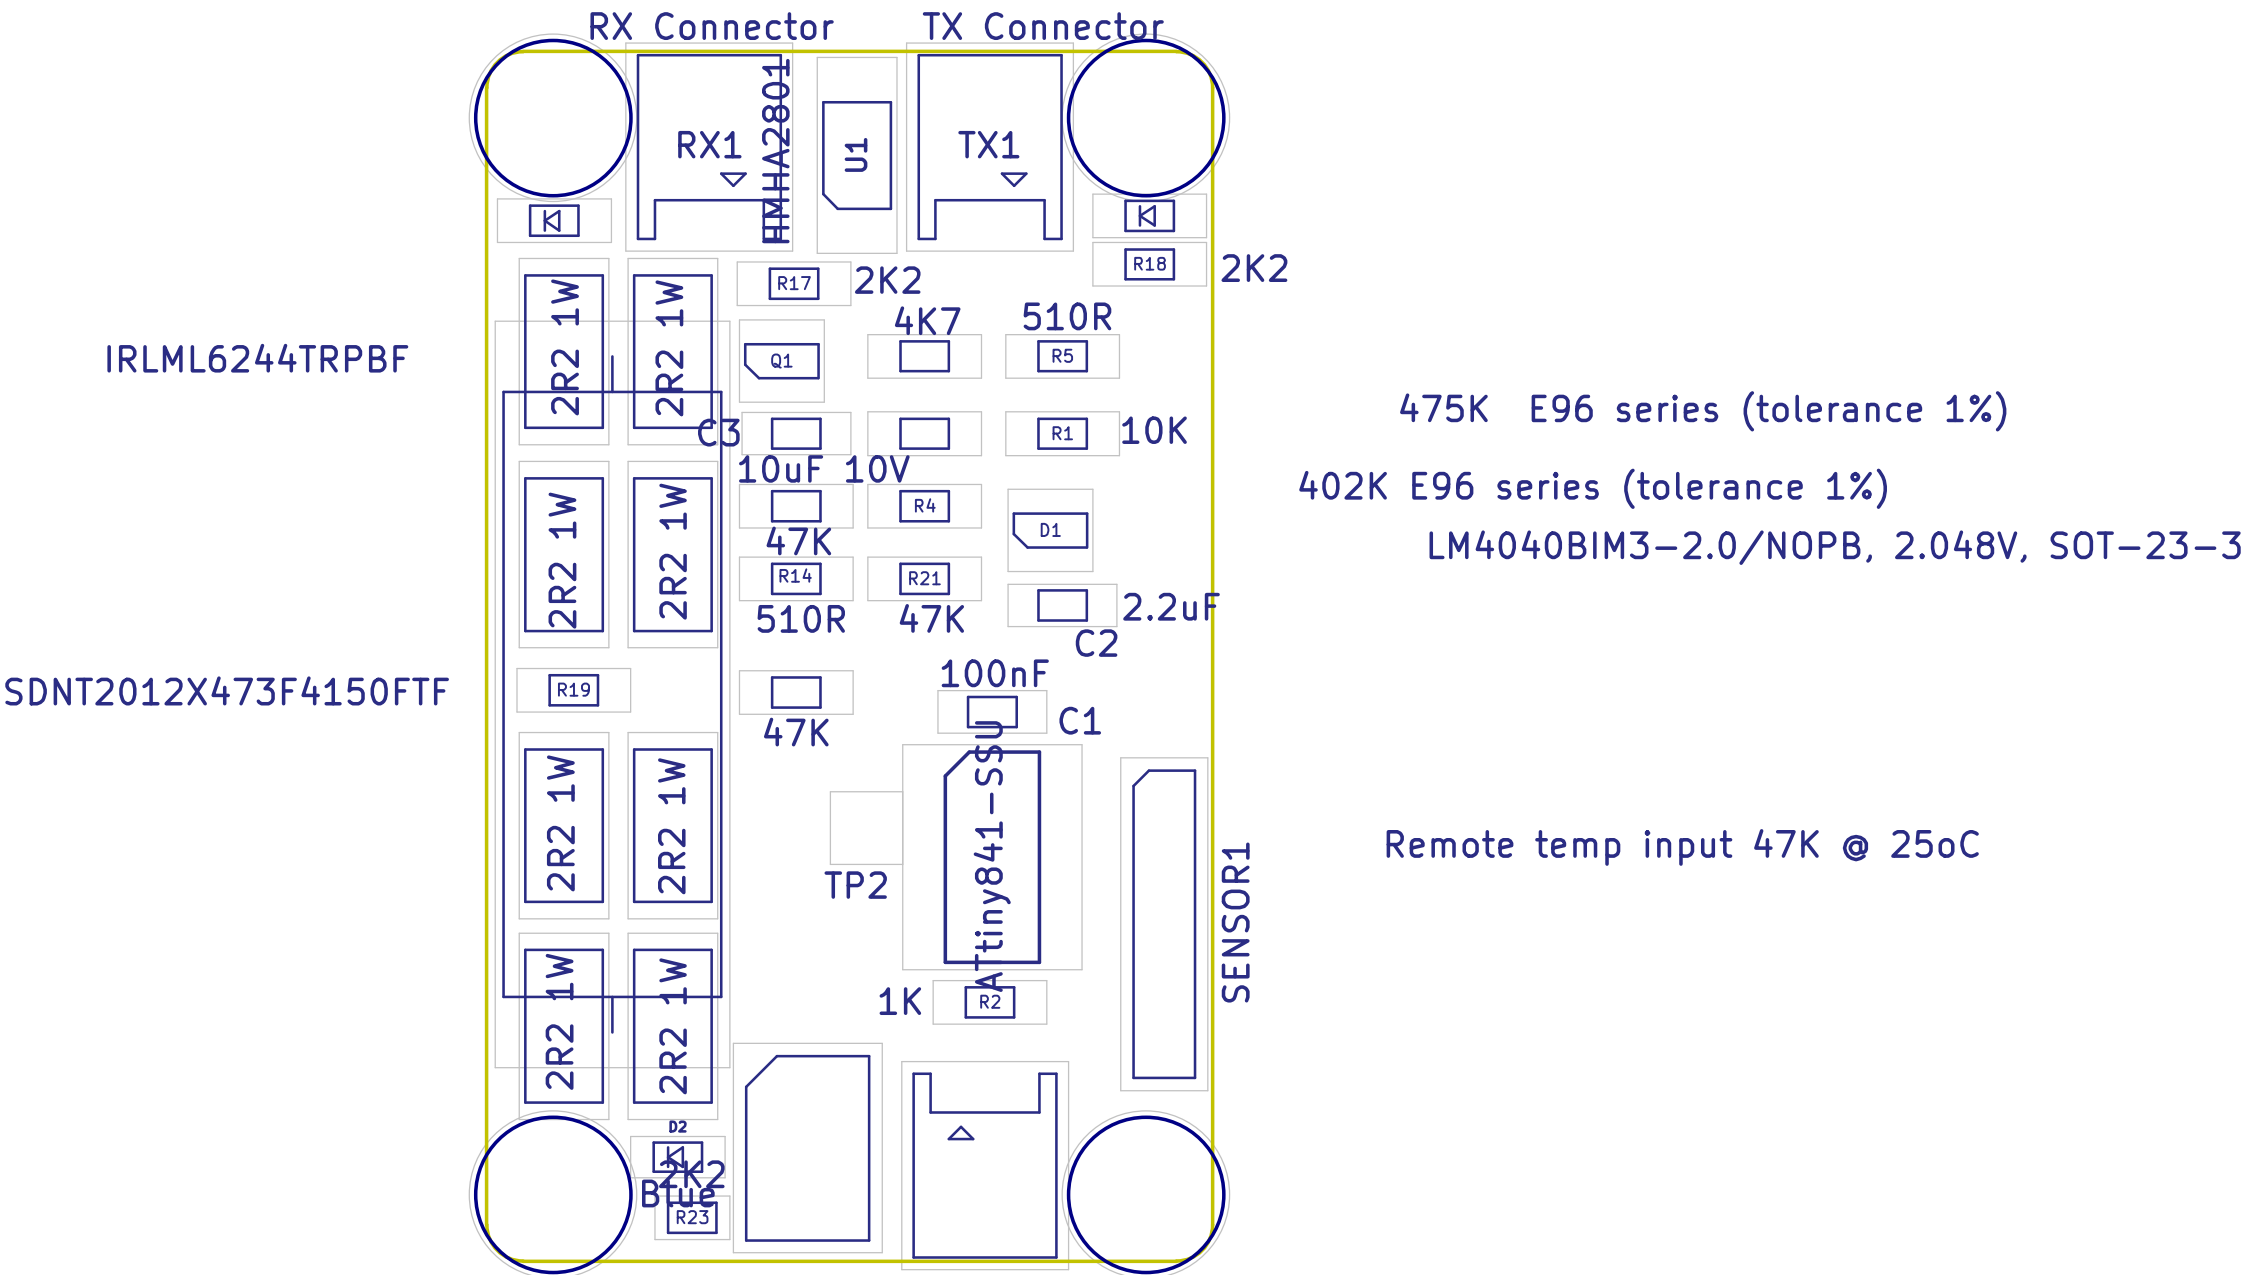 RX Connector
TX Connector
HMHA2801
U1
RX1
TX1
R18
2K2
R17
2K2
4K7
510R
2R2 1W
2R2 1W
IRLML6244TRPBF
Q1
R5
475K  E96 series (tolerance 1%)
C3
R1
10K
10uF 10V
402K E96 series (tolerance 1%)
R4
D1
2R2 1W
2R2 1W
47K
LM4040BIM3-2.0/NOPB, 2.048V, SOT-23-3
R14
R21
2.2uF
510R
47K
C2
100nF
SDNT2012X473F4150FTF
R19
C1
47K
2R2 1W
2R2 1W
ATtiny841-SSU
Remote temp input 47K @ 25oC
TP2
SENSOR1
2R2 1W
2R2 1W
1K
R2
D2
2K2
Blue
R23